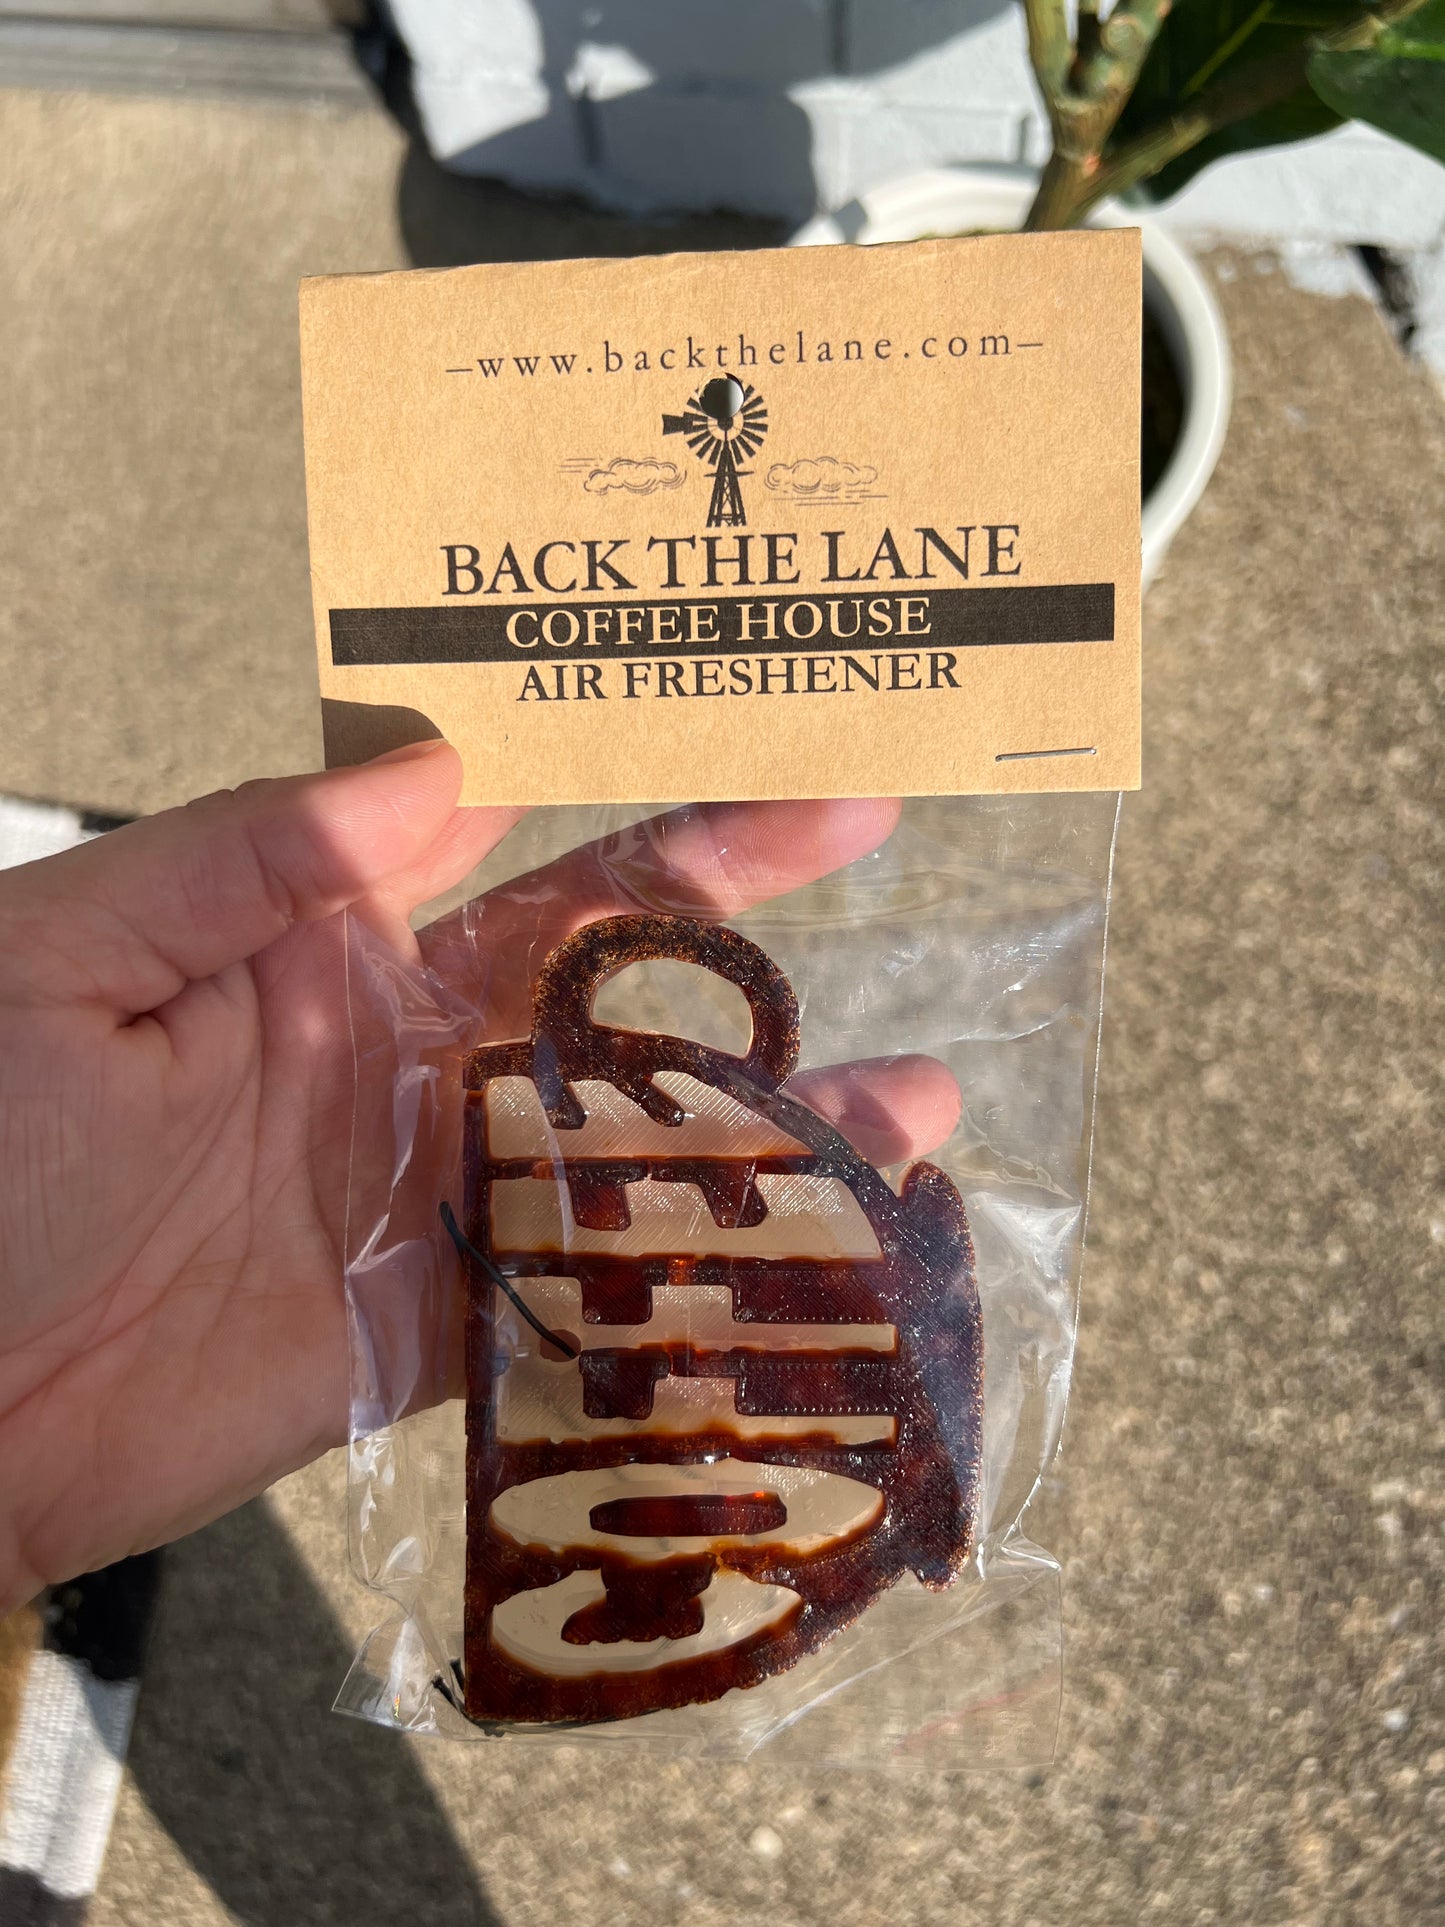 –www.backthelane.com–
BACK THE LANE
COFFEE HOUSE
AIR FRESHENER
COFFEE